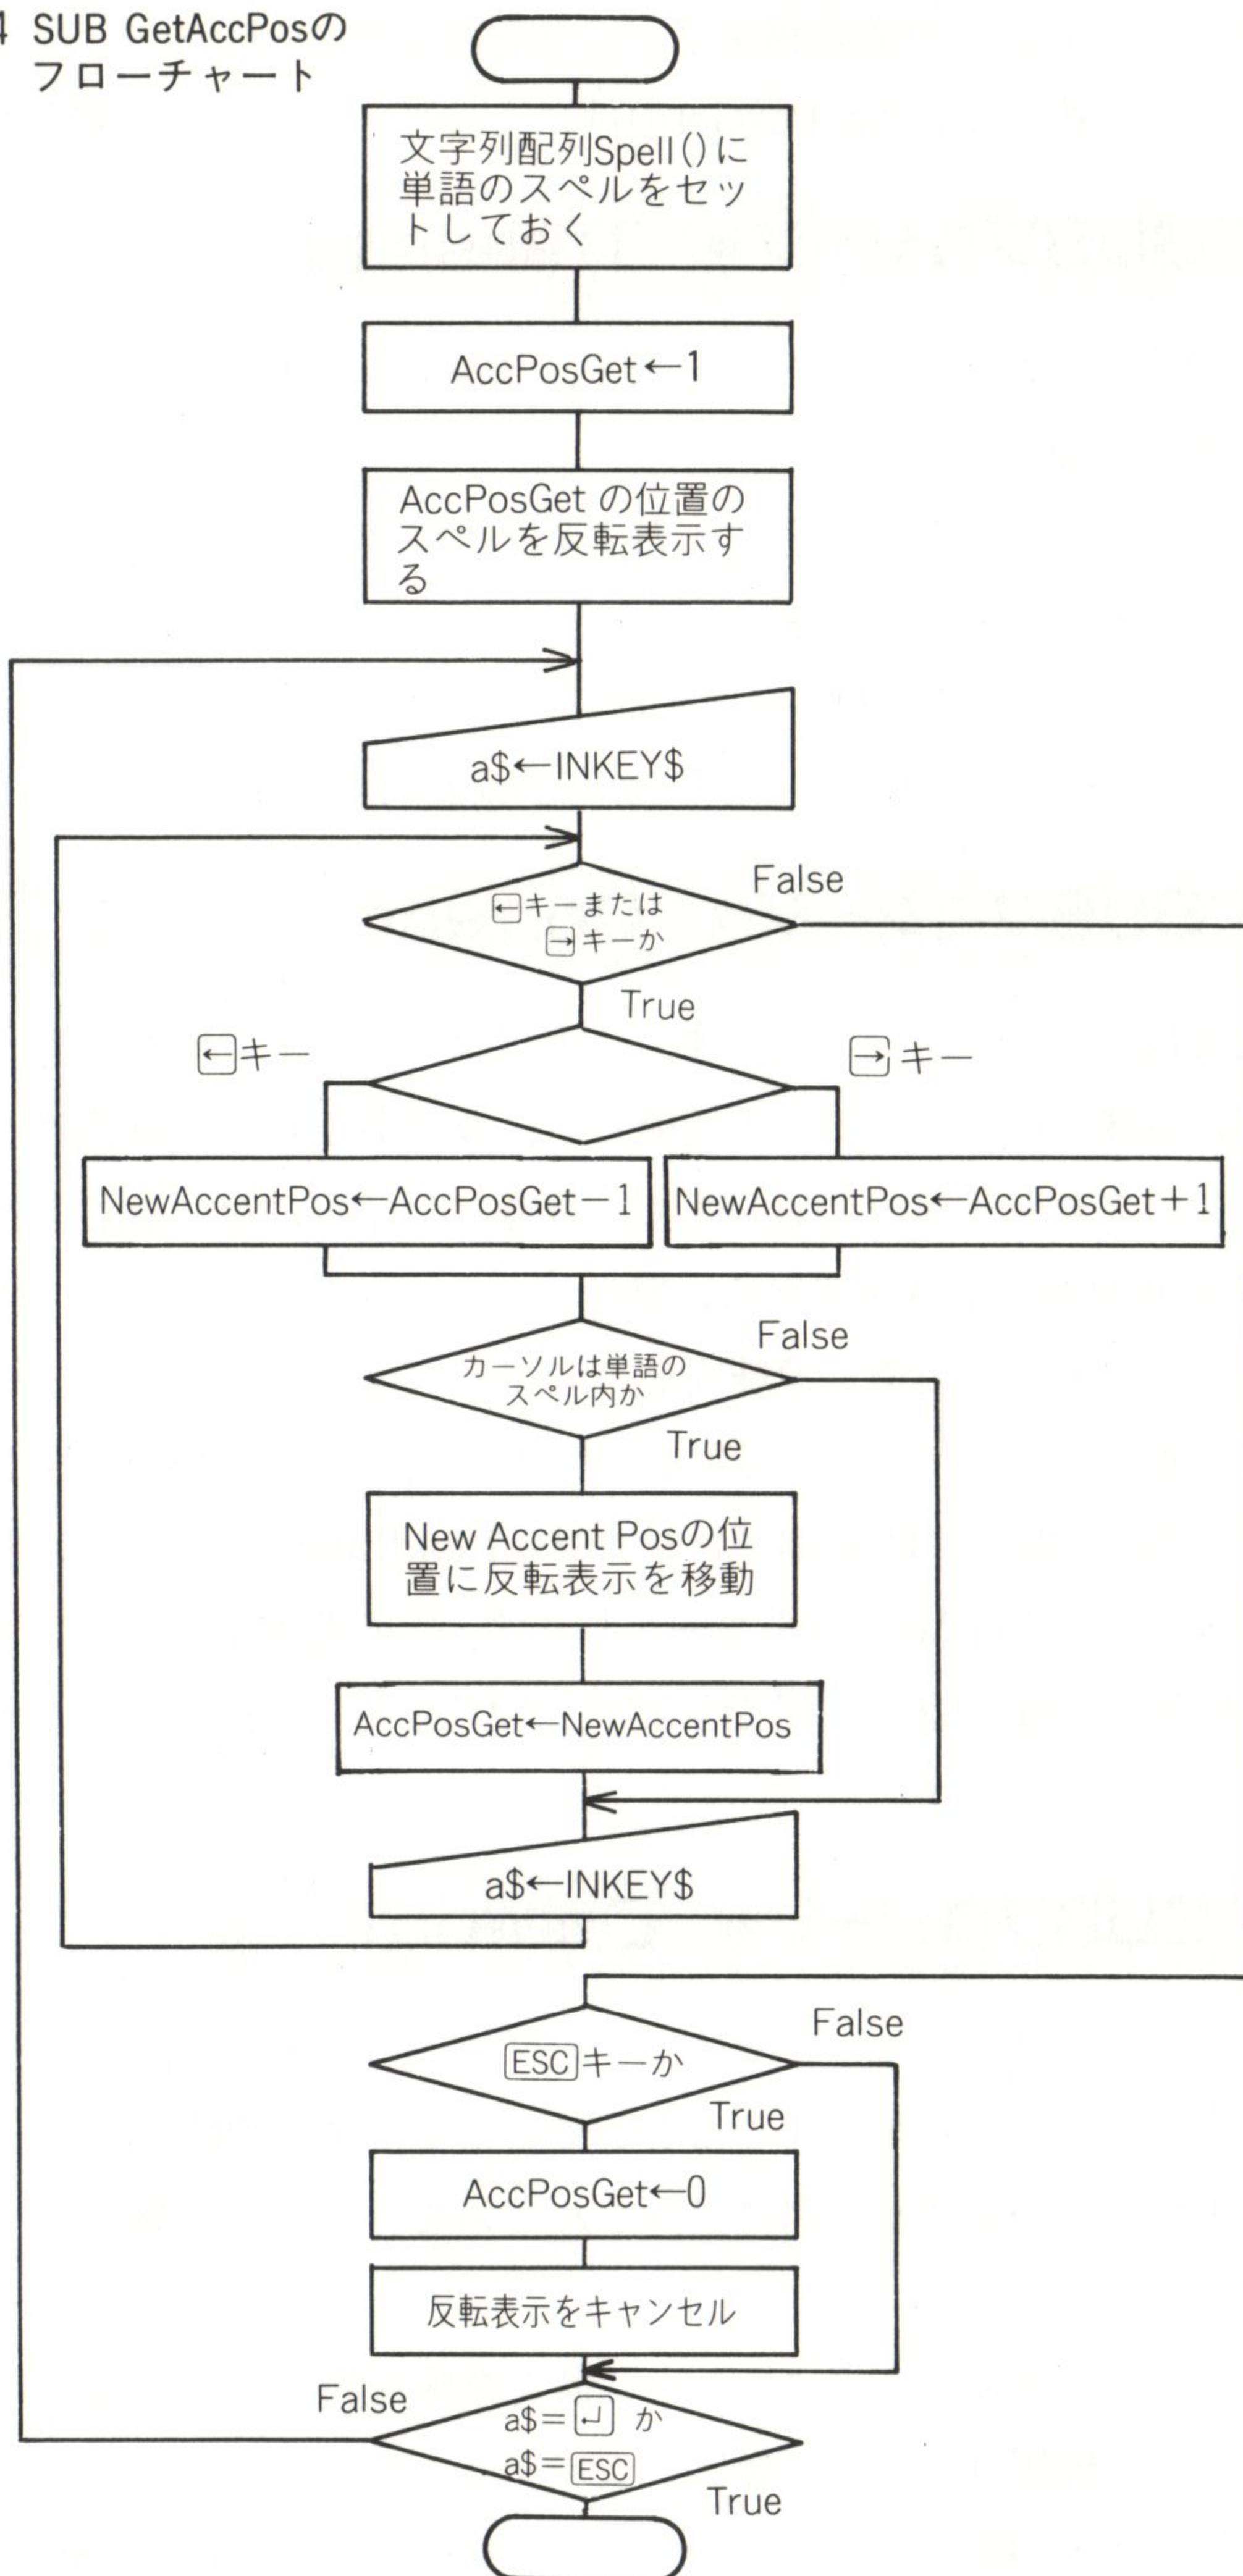 4 SUB GetAccPosの
フローチャート
文字列配列Spell()に
単語のスペルをセッ
トしておく
AccPosGet←1
AccPosGet の位置の
スペルを反転表示す
る
a$←INKEY$
False
←キーまたは
→キーか
True
←キー
→キー
NewAccentPos←AccPosGet−1
NewAccentPos←AccPosGet+1
False
カーソルは単語の
スペル内か
True
New Accent Posの位
置に反転表示を移動
AccPosGet←NewAccentPos
a$←INKEY$
False
ESCキーか
True
AccPosGet←0
反転表示をキャンセル
False
a$=↵ か
a$=ESC
True